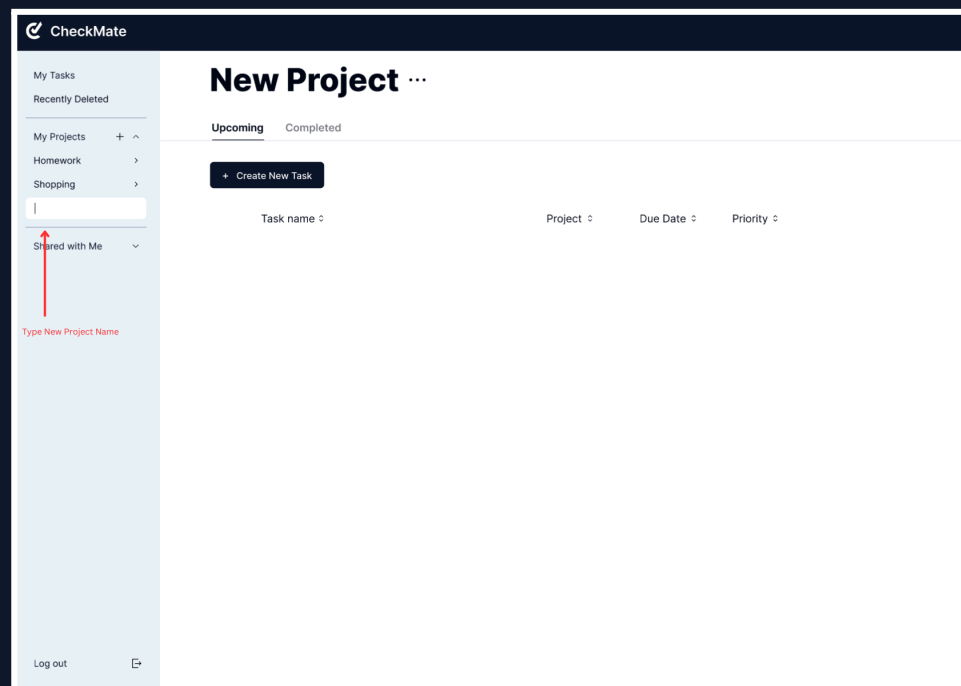 CheckMate
My Tasks
Recently Deleted
My Projects
Homework
Shopping
Shared with Me
Type New Project Name
Log out
New Project ...
Upcoming Completed
+ Create New Task
Task name Project Due Date Priority